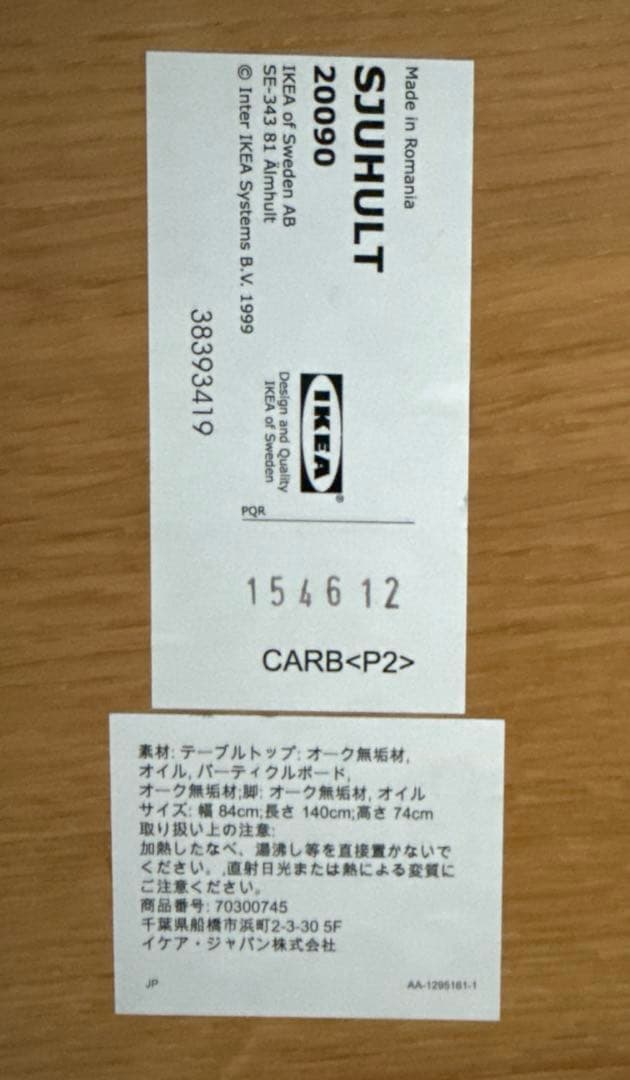 Made in Romania
SJUHULT
20090
IKEA of Sweden AB
SE-343 81 Älmhult
© Inter IKEA Systems B.V. 1999
38393419
IKEA®
Design and Quality
IKEA of Sweden
PQR
154612
CARB<P2>
素材: テーブルトップ: オーク無垢材,
オイル, パーティクルボード,
オーク無垢材;脚: オーク無垢材, オイル
サイズ: 幅 84cm;長さ 140cm;高さ 74cm
取り扱い上の注意:
加熱したなべ、湯沸し等を直接置かないで
ください。,直射日光または熱による変質に
ご注意ください。
商品番号: 70300745
千葉県船橋市浜町2-3-30 5F
イケア・ジャパン株式会社
JP
AA-1295161-1